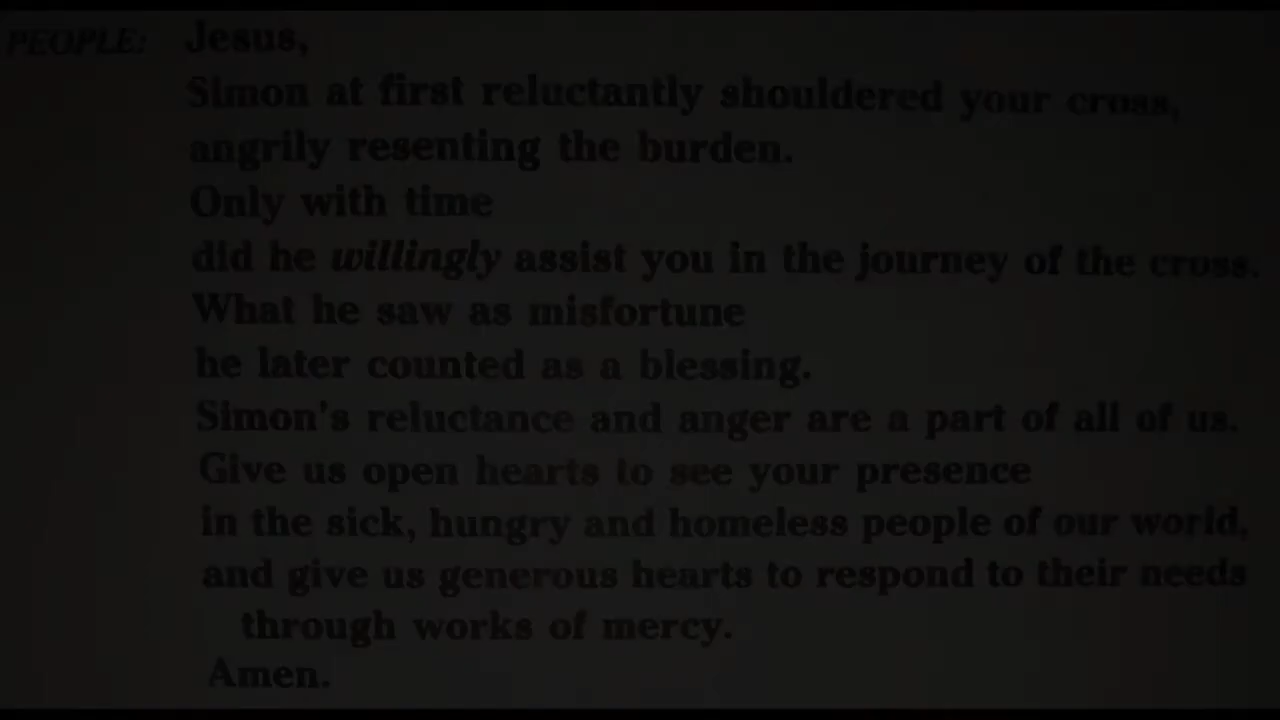 PEOPLE: Jesus,
Simon at first reluctantly shouldered your cross,
angrily resenting the burden.
Only with time
did he willingly assist you in the journey of the cross.
What he saw as misfortune
he later counted as a blessing.
Simon's reluctance and anger are a part of all of us.
Give us open hearts to see your presence
in the sick, hungry and homeless people of our world,
and give us generous hearts to respond to their needs
through works of mercy.
Amen.